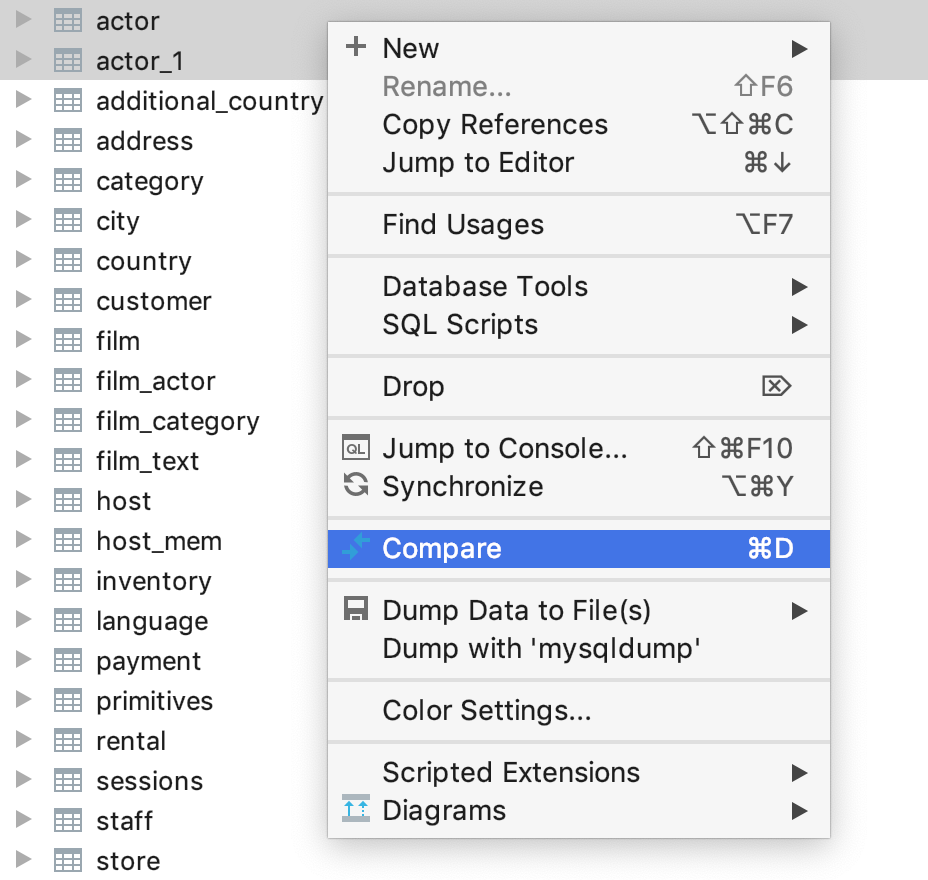 actor
actor_1
additional_country
address
category
city
country
customer
film
film_actor
film_category
film_text
host
host_mem
inventory
language
payment
primitives
rental
sessions
staff
store
New
Rename... ⇧F6
Copy References ⌥⇧⌘C
Jump to Editor ⌘↓
Find Usages ⌥F7
Database Tools
SQL Scripts
Drop ⌦
QL Jump to Console... ⇧⌘F10
Synchronize ⌥⌘Y
Compare ⌘D
Dump Data to File(s)
Dump with 'mysqldump'
Color Settings...
Scripted Extensions
Diagrams